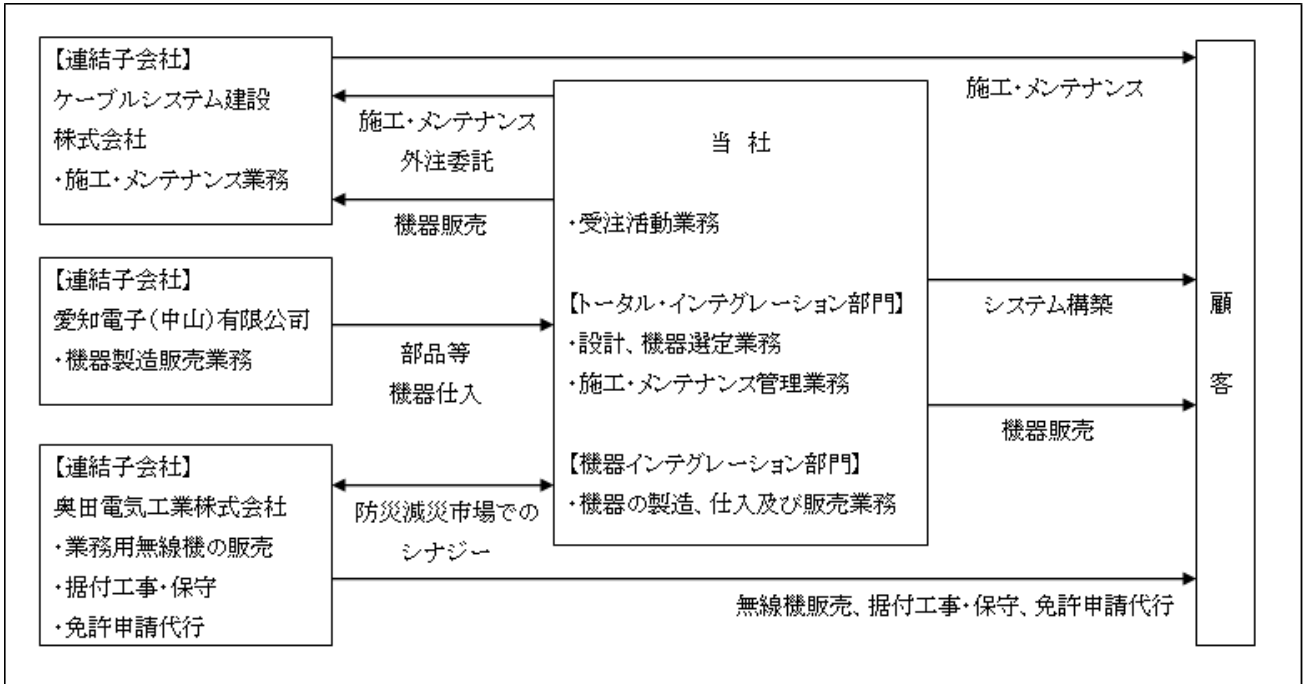 【連結子会社】
ケーブルシステム建設
株式会社
・施工・メンテナンス業務
施工・メンテナンス
施工・メンテナンス
外注委託
機器販売
【連結子会社】
愛知電子(中山)有限公司
・機器製造販売業務
部品等
機器仕入
【連結子会社】
奥田電気工業株式会社
・業務用無線機の販売
・据付工事・保守
・免許申請代行
防災減災市場での
シナジー
当 社
・受注活動業務
【トータル・インテグレーション部門】
・設計、機器選定業務
・施工・メンテナンス管理業務
【機器インテグレーション部門】
・機器の製造、仕入及び販売業務
システム構築
機器販売
無線機販売、据付工事・保守、免許申請代行
顧
客